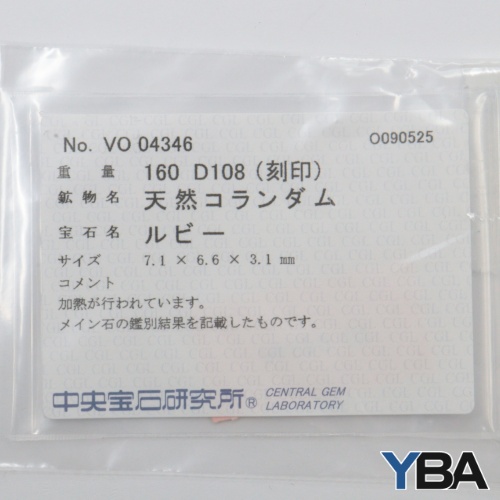 No. VO 04346 O090525
重量 160 D108 (刻印)
鉱物名 天然コランダム
宝石名 ルビー
サイズ 7.1 × 6.6 × 3.1 mm
コメント
加熱が行われています。
メイン石の鑑別結果を記載したものです。
中央宝石研究所® CENTRAL GEM
LABORATORY
YBA